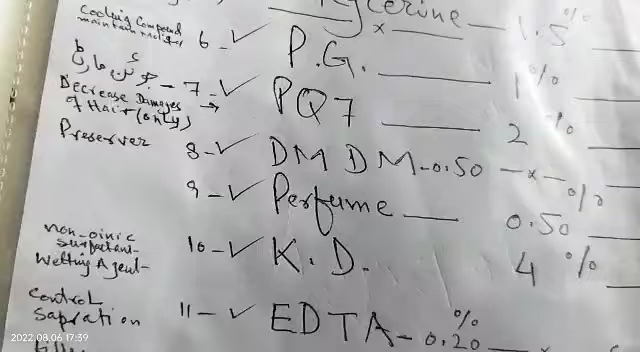 Glycerine — x — 1.5 %
Cooling Compound
maintain
6 - ✓ P.G. — 1 %
7 - ✓ PQ7 — 2 %
Decrease Damages →
of Hair (only)
Preserver
8 - ✓ DMDM - 0.50 — x — %
9 - ✓ Perfume — 0.50
non-oinic
surfactant-
wetting Agent-
10 - ✓ K.D. 4 %
control
sapration
11 - ✓ EDTA - 0.20 % — x
2022.08.06 17:39